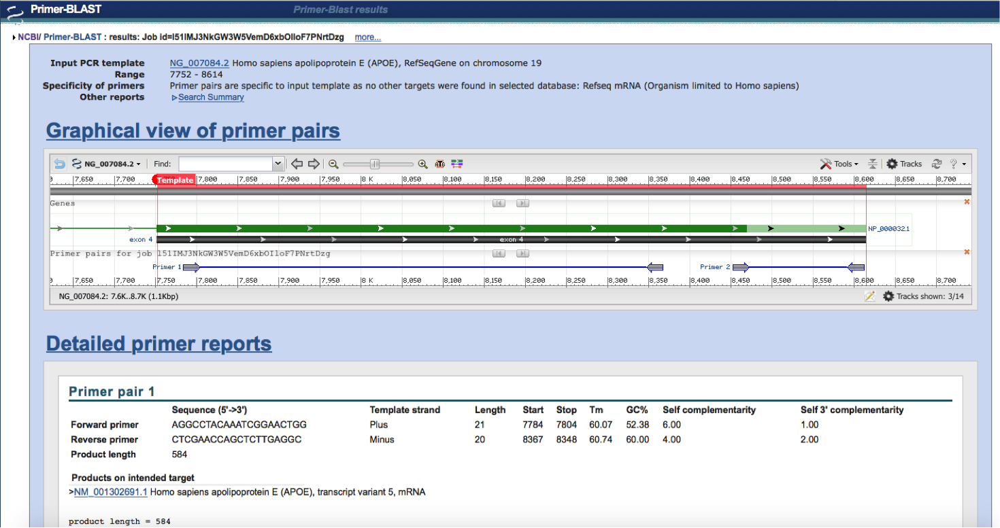 Primer-BLAST Primer-Blast results
NCBI/ Primer-BLAST : results: Job id=l51IMJ3NkGW3W5VemD6xbOIloF7PNrtDzg more...
Input PCR template NG_007084.2 Homo sapiens apolipoprotein E (APOE), RefSeqGene on chromosome 19
Range 7752 - 8614
Specificity of primers Primer pairs are specific to input template as no other targets were found in selected database: Refseq mRNA (Organism limited to Homo sapiens)
Other reports Search Summary
Graphical view of primer pairs
NG_007084.2 Find: ATG Tools Tracks ?
7,650 7,700 Template 7,800 7,850 7,900 7,950 8 K 8,050 8,100 8,150 8,200 8,250 8,300 8,350 8,400 8,450 8,500 8,550 8,600 8,650 8,700
Genes
NP_000032.1
exon 4 exon 4
Primer pairs for job l51IMJ3NkGW3W5VemD6xbOIloF7PNrtDzg
Primer 1 Primer 2
7,650 7,700 7,750 7,800 7,850 7,900 7,950 8 K 8,050 8,100 8,150 8,200 8,250 8,300 8,350 8,400 8,450 8,500 8,550 8,600 8,650 8,700
NG_007084.2: 7.6K..8.7K (1.1Kbp) Tracks shown: 3/14
Detailed primer reports
Primer pair 1
Sequence (5'->3') Template strand Length Start Stop Tm GC% Self complementarity Self 3' complementarity
Forward primer AGGCCTACAAATCGGAACTGG Plus 21 7784 7804 60.07 52.38 6.00 1.00
Reverse primer CTCGAACCAGCTCTTGAGGC Minus 20 8367 8348 60.74 60.00 4.00 2.00
Product length 584
Products on intended target
>NM_001302691.1 Homo sapiens apolipoprotein E (APOE), transcript variant 5, mRNA
product length = 584